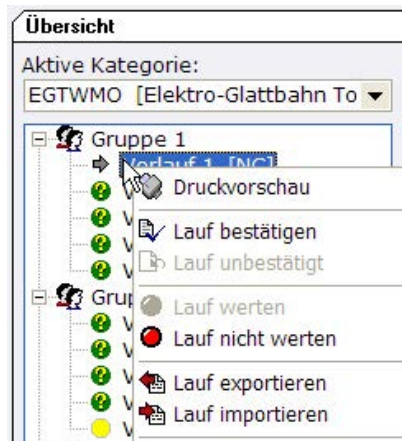 Übersicht
Aktive Kategorie:
EGTWMO [Elektro-Glattbahn To
Gruppe 1
Vorlauf 1 [NC]
Druckvorschau
Lauf bestätigen
Lauf unbestätigt
Lauf werten
Lauf nicht werten
Lauf exportieren
Lauf importieren